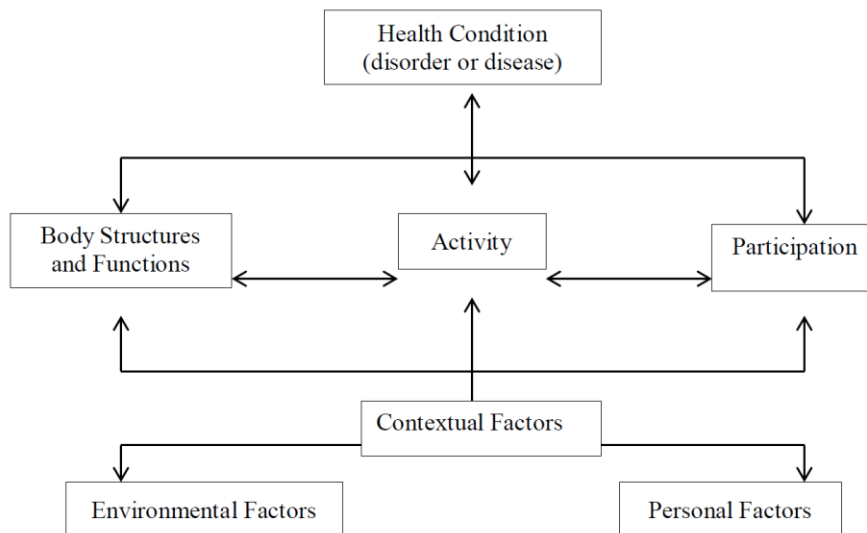 Health Condition
(disorder or disease)
Body Structures
and Functions
Activity
Participation
Contextual Factors
Environmental Factors
Personal Factors